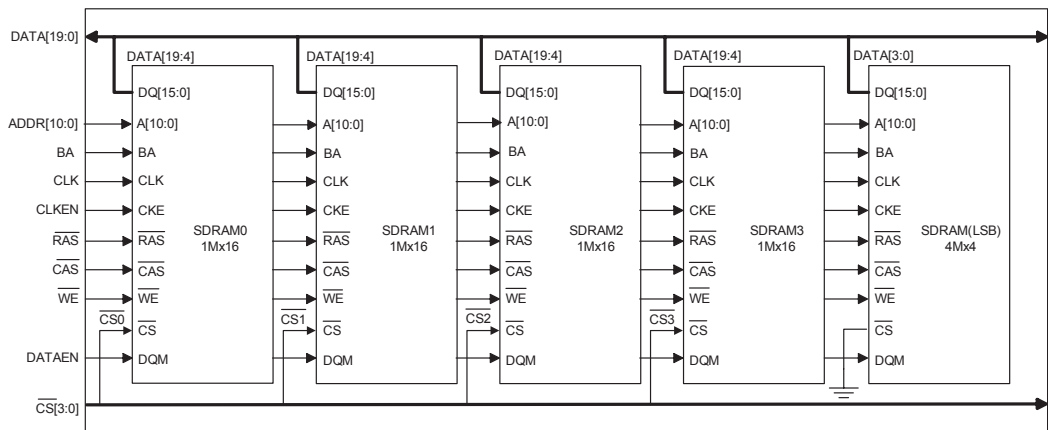 DATA[19:0]
DATA[19:4] DATA[19:4] DATA[19:4] DATA[19:4] DATA[3:0]
DQ[15:0] DQ[15:0] DQ[15:0] DQ[15:0] DQ[15:0]
ADDR[10:0] A[10:0] A[10:0] A[10:0] A[10:0] A[10:0]
BA BA BA BA BA BA
CLK CLK CLK CLK CLK CLK
CLKEN CKE CKE CKE CKE CKE
SDRAM0 SDRAM1 SDRAM2 SDRAM3 SDRAM(LSB)
1Mx16 1Mx16 1Mx16 1Mx16 4Mx4
RAS RAS RAS RAS RAS RAS
CAS CAS CAS CAS CAS CAS
WE WE WE WE WE WE
CS0 CS1 CS2 CS3
CS CS CS CS CS
DATAEN DQM DQM DQM DQM DQM
CS[3:0]